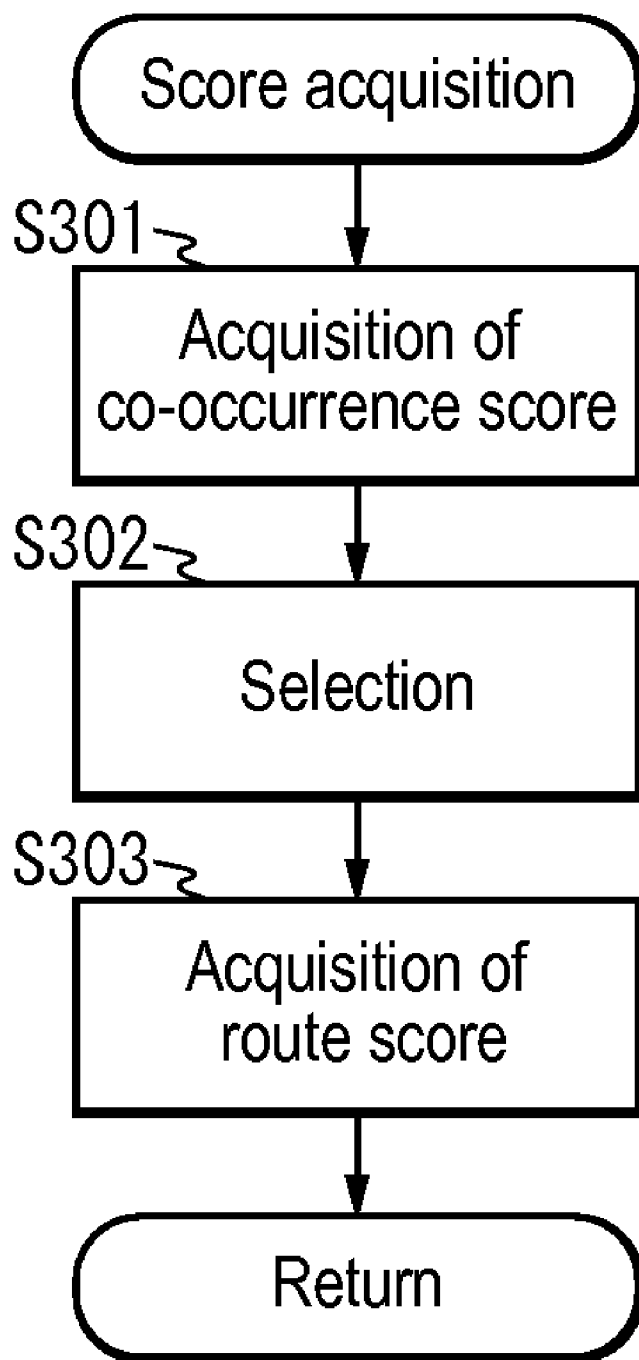 Score acquisition
S301
Acquisition of
co-occurrence score
S302
Selection
S303
Acquisition of
route score
Return